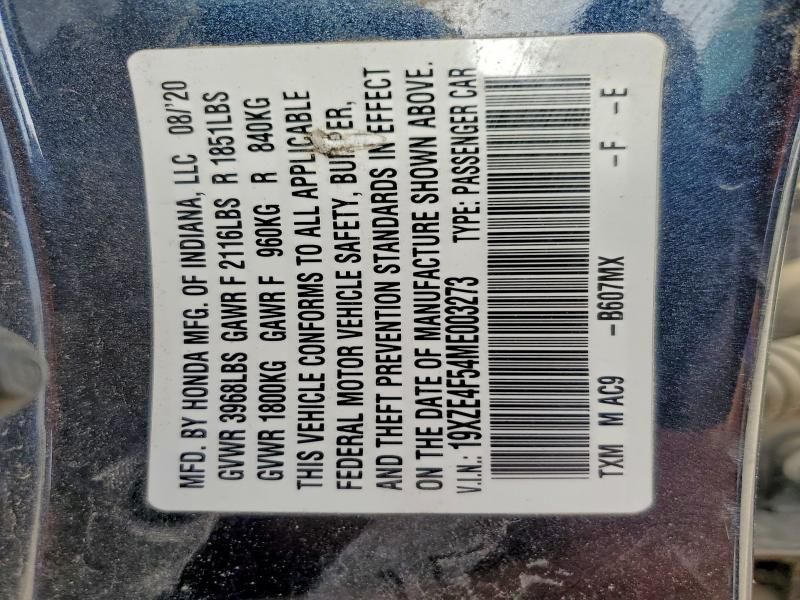 MFD. BY HONDA MFG. OF INDIANA, LLC 08/'20
GVWR 3968LBS GAWR F 2116LBS R 1851LBS
GVWR 1800KG GAWR F 960KG R 840KG
THIS VEHICLE CONFORMS TO ALL APPLICABLE
FEDERAL MOTOR VEHICLE SAFETY, BUMPER,
AND THEFT PREVENTION STANDARDS IN EFFECT
ON THE DATE OF MANUFACTURE SHOWN ABOVE.
V.I.N.: 19XZE4F54ME003273 TYPE: PASSENGER CAR
TXM M AC9 -B607MX -F -E